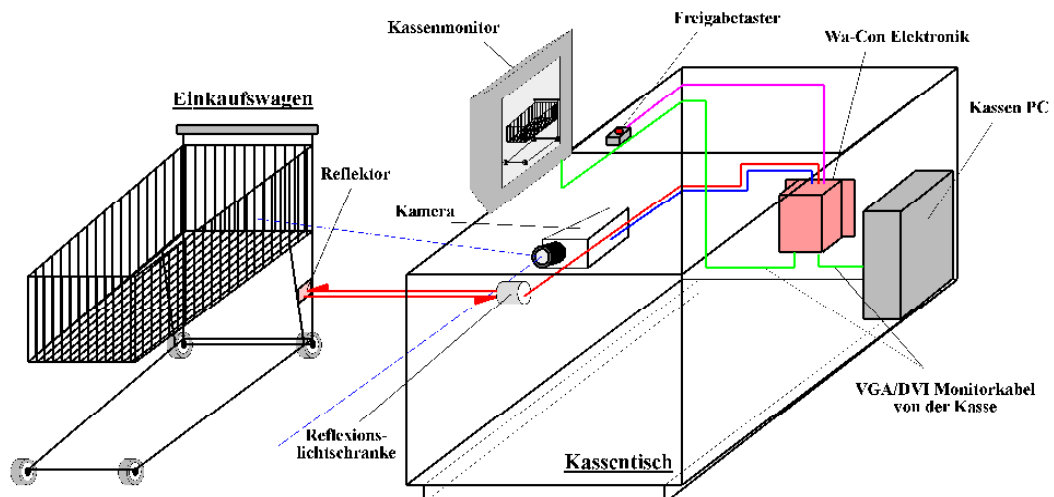 Freigabetaster
Kassenmonitor
Wa-Con Elektronik
Einkaufswagen
Kassen PC
Reflektor
Kamera
VGA/DVI Monitorkabel
von der Kasse
Reflexions-
lichtschranke
Kassentisch